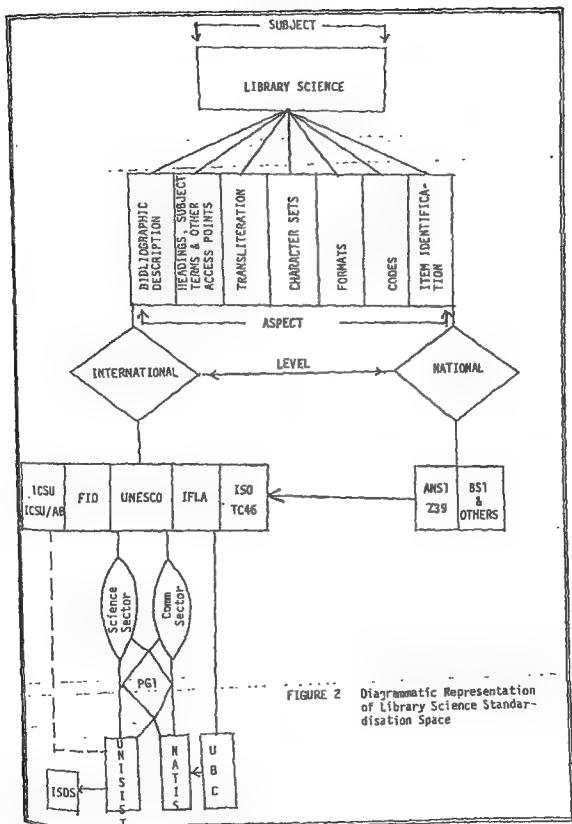 SUBJECT
LIBRARY SCIENCE
BIBLIOGRAPHIC
DESCRIPTION
HEADINGS, SUBJECT
TERMS & OTHER
ACCESS POINTS
TRANSLITERATION
CHARACTER SETS
FORMATS
CODES
ITEM IDENTIFICA-
TION
ASPECT
INTERNATIONAL
LEVEL
NATIONAL
ICSU
ICSU/AB
FID
UNESCO
IFLA
ISO
TC46
ANSI
Z39
BSI
&
OTHERS
Science
Sector
Comm
Sector
PGI
FIGURE 2 Diagrammatic Representation
of Library Science Standar-
disation Space
UNISIST
NATIS
UBC
ISDS